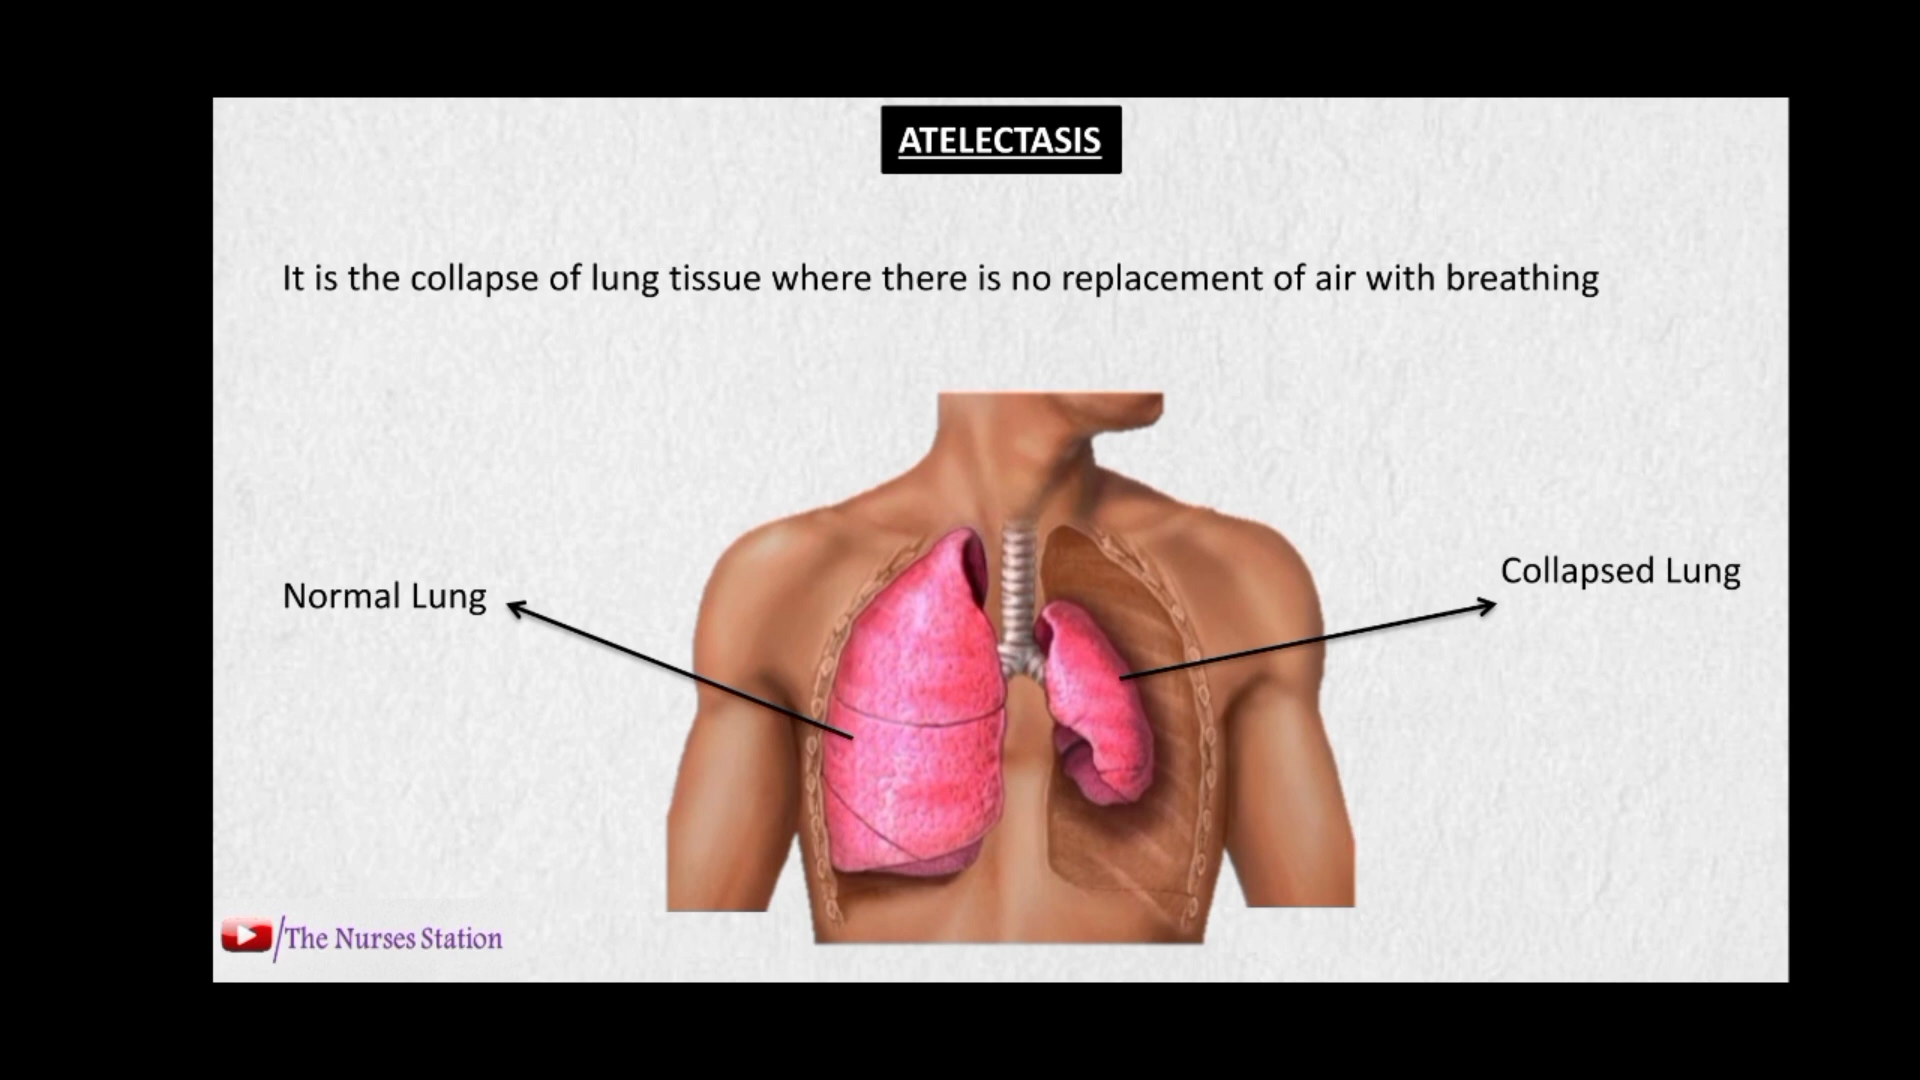 ATELECTASIS
It is the collapse of lung tissue where there is no replacement of air with breathing
Collapsed Lung
Normal Lung
The Nurses Station